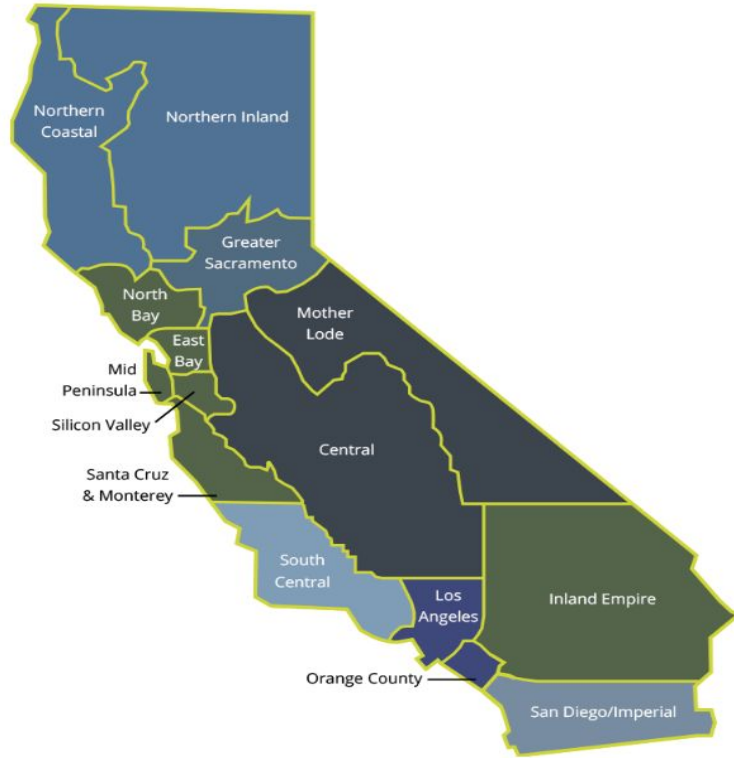 Northern
Coastal
Northern Inland
Greater
Sacramento
North
Bay
Mother
Lode
East
Bay
Mid
Peninsula
Silicon Valley
Central
Santa Cruz
& Monterey
South
Central
Los
Angeles
Inland Empire
Orange County
San Diego/Imperial